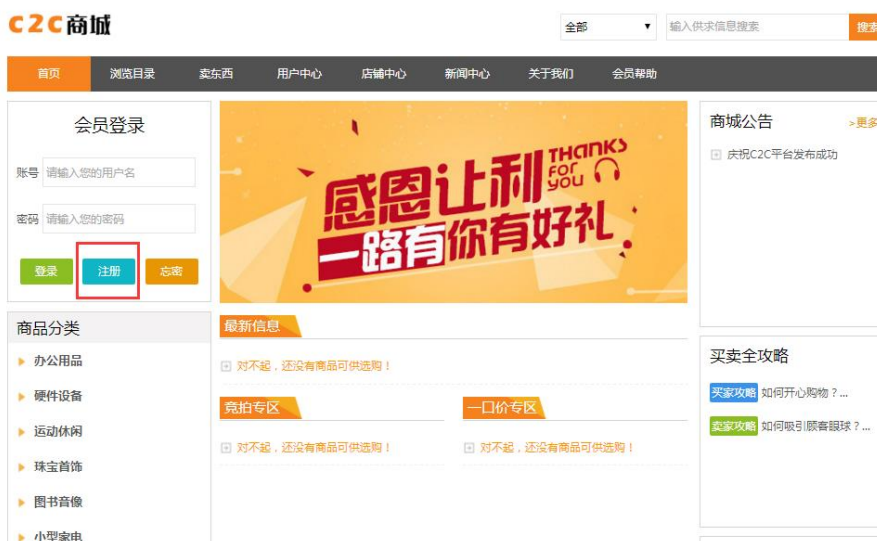 C2C商城
全部
输入供求信息搜索
搜索
首页 浏览目录 卖东西 用户中心 店铺中心 新闻中心 关于我们 会员帮助
会员登录
账号 请输入您的用户名
密码 请输入您的密码
登录 注册 忘密
感恩让利
THANKS
FOR
YOU
一路有你有好礼
商城公告 >更多
庆祝C2C平台发布成功
商品分类
办公用品
硬件设备
运动休闲
珠宝首饰
图书音像
小型家电
最新信息
对不起，还没有商品可供选购！
竞拍专区
对不起，还没有商品可供选购！
一口价专区
对不起，还没有商品可供选购！
买卖全攻略
买家攻略 如何开心购物？...
卖家攻略 如何吸引顾客眼球？...